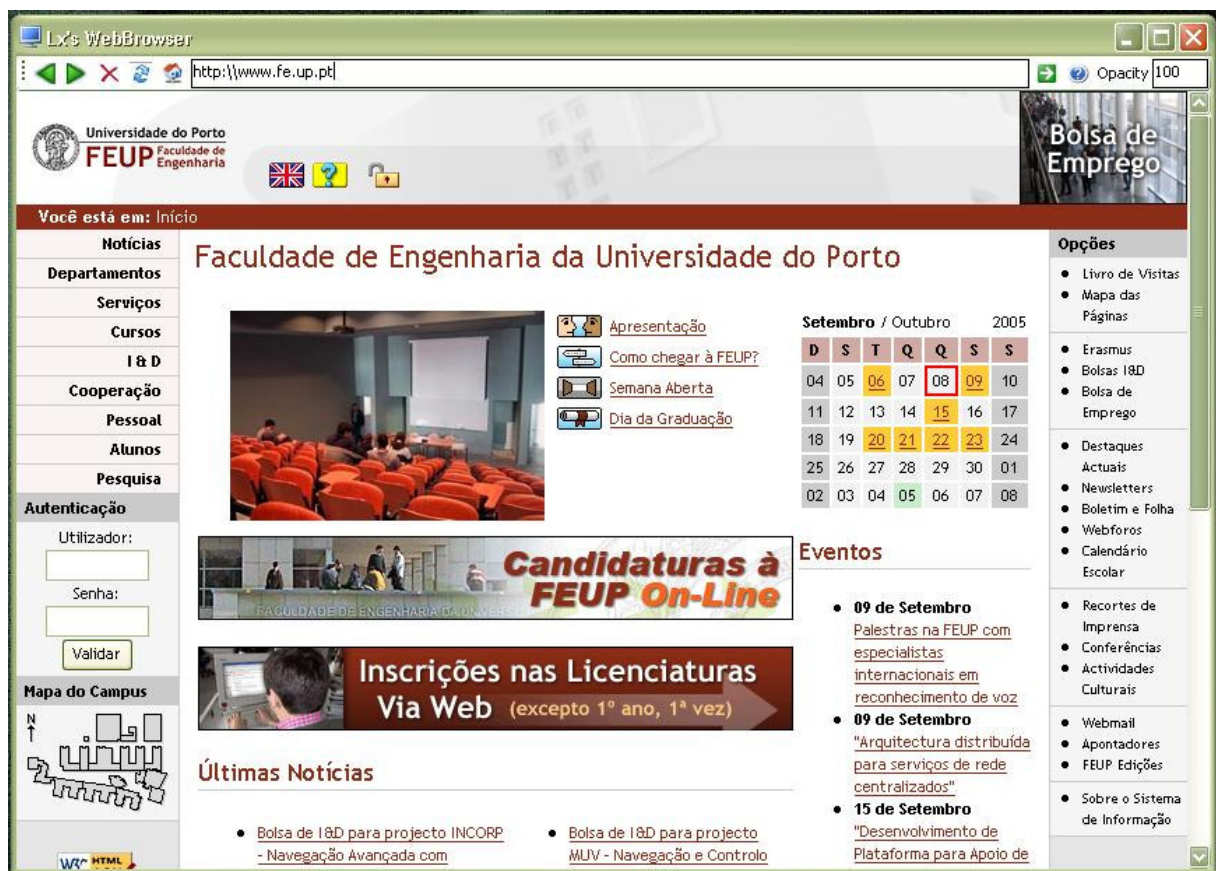 Lx's WebBrowser
http:\\www.fe.up.pt
Opacity 100
Universidade do Porto
FEUP Faculdade de Engenharia
Bolsa de
Emprego
Você está em: Início
Notícias
Departamentos
Serviços
Cursos
I & D
Cooperação
Pessoal
Alunos
Pesquisa
Autenticação
Utilizador:
Senha:
Validar
Mapa do Campus
N
W3C HTML
Faculdade de Engenharia da Universidade do Porto
Apresentação
Como chegar à FEUP?
Semana Aberta
Dia da Graduação
Setembro / Outubro 2005
D S T Q Q S S
04 05 06 07 08 09 10
11 12 13 14 15 16 17
18 19 20 21 22 23 24
25 26 27 28 29 30 01
02 03 04 05 06 07 08
Candidaturas à
FEUP On-Line
FACULDADE DE ENGENHARIA DA UNIVERSID
Inscrições nas Licenciaturas
Via Web (excepto 1º ano, 1ª vez)
Últimas Notícias
Bolsa de I&D para projecto INCORP
- Navegação Avançada com
Bolsa de I&D para projecto
MUV - Navegação e Controlo
Eventos
09 de Setembro
Palestras na FEUP com
especialistas
internacionais em
reconhecimento de voz
09 de Setembro
"Arquitectura distribuída
para serviços de rede
centralizados"
15 de Setembro
"Desenvolvimento de
Plataforma para Apoio de
Opções
Livro de Visitas
Mapa das
Páginas
Erasmus
Bolsas I&D
Bolsa de
Emprego
Destaques
Actuais
Newsletters
Boletim e Folha
Webforos
Calendário
Escolar
Recortes de
Imprensa
Conferências
Actividades
Culturais
Webmail
Apontadores
FEUP Edições
Sobre o Sistema
de Informação